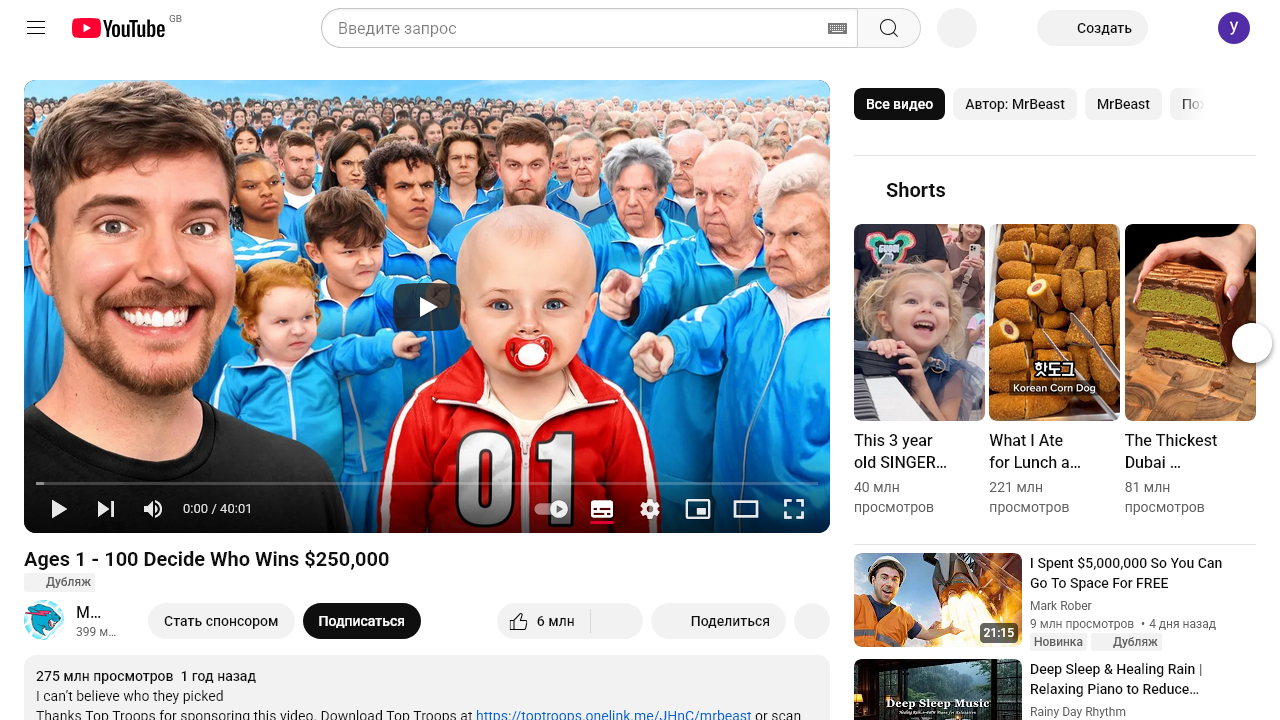 YouTube
GB
Введите запрос
Создать
У
01
0:00 / 40:01
Ages 1 - 100 Decide Who Wins $250,000
Дубляж
M…
399 м…
Стать спонсором
Подписаться
6 млн
Поделиться
275 млн просмотров 1 год назад
I can't believe who they picked
Thanks Top Troops for sponsoring this video. Download Top Troops at https://toptroops.onelink.me/JHnC/mrbeast or scan
Все видео
Автор: MrBeast
MrBeast
Shorts
핫도그
Korean Corn Dog
This 3 year
old SINGER…
40 млн
просмотров
What I Ate
for Lunch a…
221 млн
просмотров
The Thickest
Dubai …
81 млн
просмотров
21:15
I Spent $5,000,000 So You Can
Go To Space For FREE
Mark Rober
9 млн просмотров • 4 дня назад
Новинка
Дубляж
Deep Sleep Music
Deep Sleep & Healing Rain |
Relaxing Piano to Reduce…
Rainy Day Rhythm